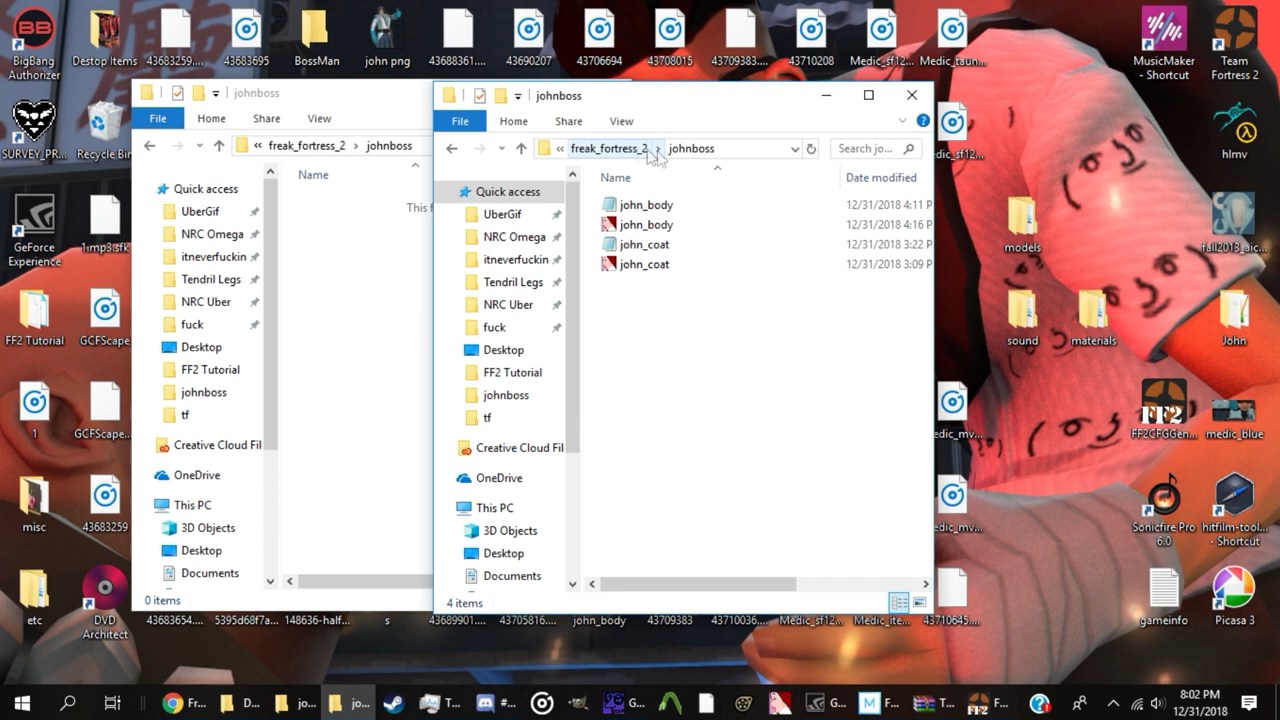 BB
BigBang Authorizer
Destop Items
43683259....
43683695
BossMan
john png
43688361....
43690207
43706694
43708015
43709383....
43710208
Medic_sf12...
Medic_taun...
MusicMaker - Shortcut
Team Fortress 2
SURVEY_PR...
Recycle Bin
edic_sf12...
hlmv
GeForce Experience
1.mp3.sfk
models
fall2013_aic...
FF2 Tutorial
GCFScape
sound
materials
John
1
GCFScape...
edic_mv...
FF2
FF2CFGGen...
medic_blue
misc
43683259
edic_mv...
Sonicfire Pro 6.0
hitfilm-tool... - Shortcut
etc
DVD Architect
43683654....
5395d68f7a...
148636-half...
s
43689901....
43705816....
john_body
43709383
43710036....
Medic_sf12...
Medic_ite...
43710645....
gameinfo
Picasa 3
johnboss
File
Home
Share
View
« freak_fortress_2 › johnboss
Name
This f
Quick access
UberGif
NRC Omega
itneverfuckin
Tendril Legs
NRC Uber
fuck
Desktop
FF2 Tutorial
johnboss
tf
Creative Cloud Fil
OneDrive
This PC
3D Objects
Desktop
Documents
0 items
johnboss
File
Home
Share
View
« freak_fortress_2 › johnboss
Search jo...
Name
Date modified
john_body 12/31/2018 4:11 P
john_body 12/31/2018 4:16 P
john_coat 12/31/2018 3:22 P
john_coat 12/31/2018 3:09 P
Quick access
UberGif
NRC Omega
itneverfuckin
Tendril Legs
NRC Uber
fuck
Desktop
FF2 Tutorial
johnboss
tf
Creative Cloud Fil
OneDrive
This PC
3D Objects
Desktop
Documents
4 items
Fr...
D...
jo...
jo...
T...
#...
G...
G...
M
F...
T...
FF2
F...
8:02 PM
12/31/2018